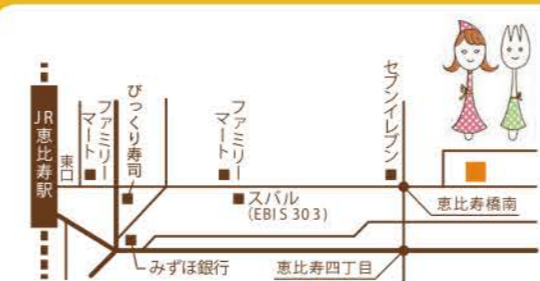 JR恵比寿駅
東口
ファミリー
マート
びっくり寿司
ファミリー
マート
セブンイレブン
スバル
(EBIS 303)
恵比寿橋南
みずほ銀行
恵比寿四丁目